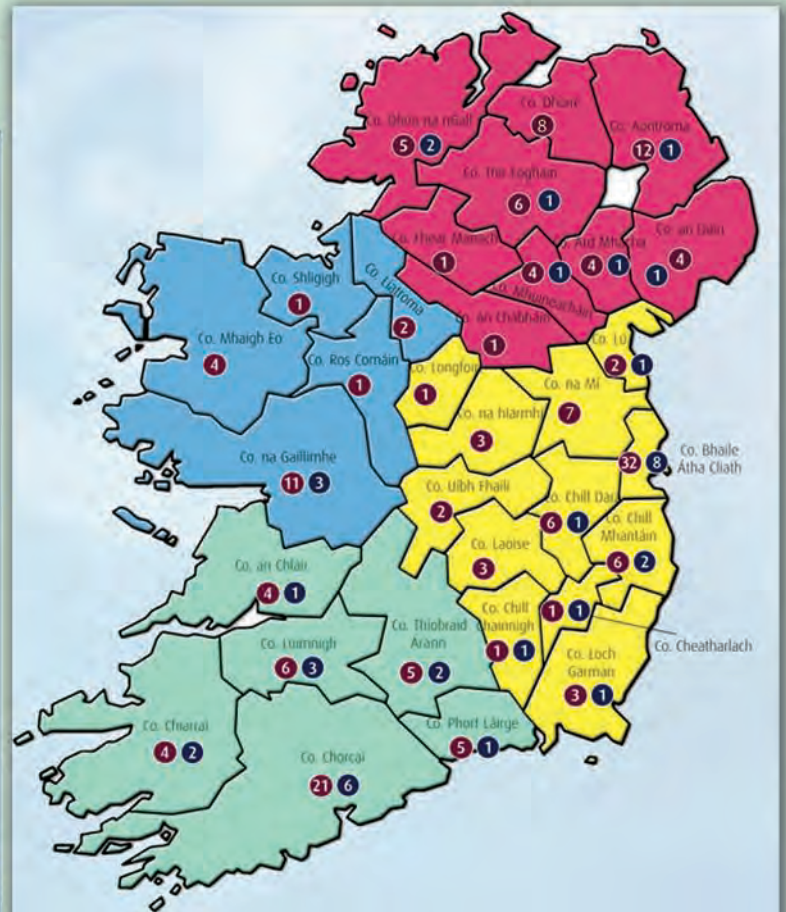 Co. Dhún na nGall
5 2
Co. Dhoire
8
Co. Aontroma
12 1
Co. Thír Eoghain
6 1
Co. Fhear Manach
1
Co. Mhuineacháin
4 1
Co. Ard Mhacha
4 1
Co. an Dúin
1 4
Co. an Chabháin
1
Co. Shligigh
1
Co. Liatroma
2
Co. Mhaigh Eo
4
Co. Ros Comáin
1
Co. na Gaillimhe
11 3
Co. Longfoirt
1
Co. Lú
2 1
Co. na Mí
7
Co. na hIarmhí
3
Co. Bhaile
Átha Cliath
32 8
Co. Uíbh Fhailí
2
Co. Chill Dara
6 1
Co. Chill
Mhantáin
6 2
Co. Laoise
3
Co. Chill
Chainnigh
1 1
Co. Cheatharlach
1 1
Co. Loch
Garman
3 1
Co. an Chláir
4 1
Co. Luimnigh
6 3
Co. Thiobraid
Árann
5 2
Co. Phort Láirge
5 1
Co. Chiarraí
4 2
Co. Chorcaí
21 6